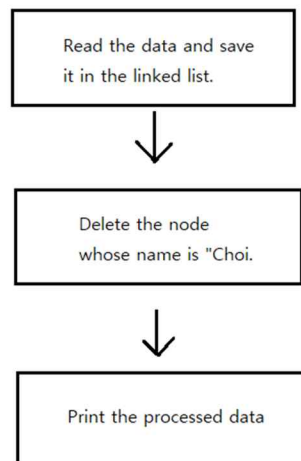 Read the data and save
it in the linked list.
Delete the node
whose name is "Choi.
Print the processed data